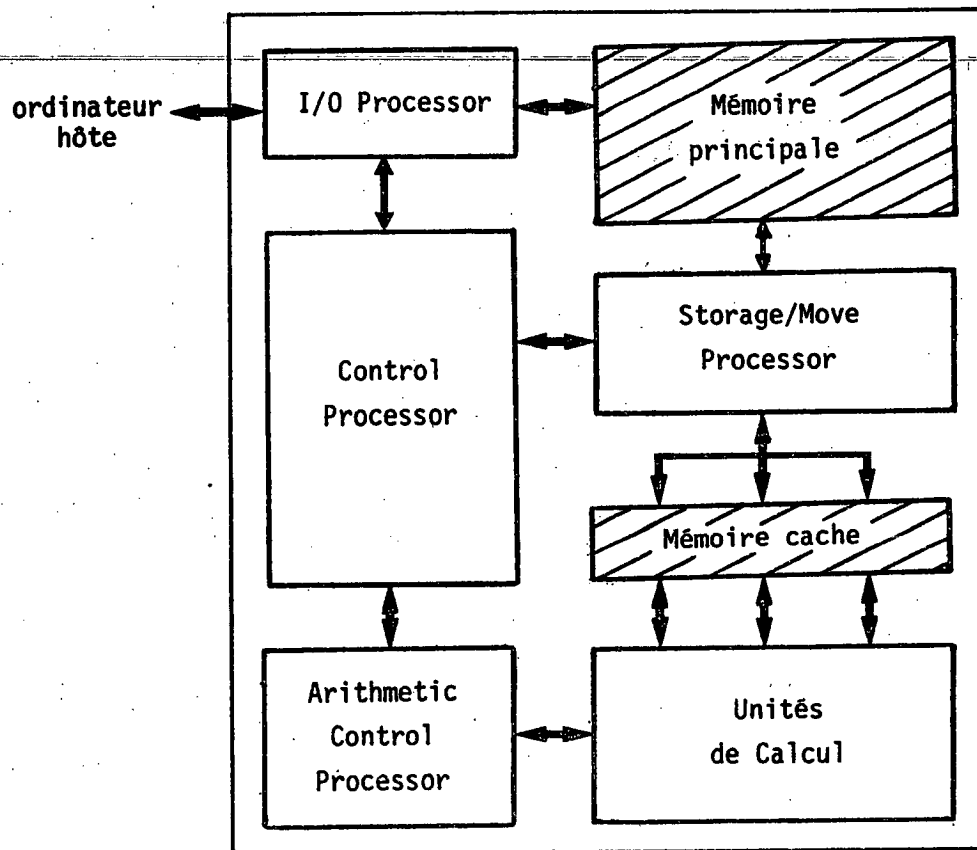 ordinateur
hôte
I/O Processor
Mémoire
principale
Control
Processor
Storage/Move
Processor
Mémoire cache
Arithmetic
Control
Processor
Unités
de Calcul